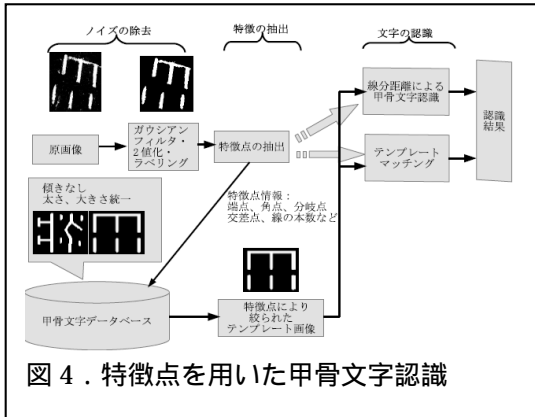 ノイズの除去
特徴の抽出
文字の認識
原画像
ガウシアン
フィルタ・
2値化・
ラベリング
特徴点の抽出
線分距離による
甲骨文字認識
テンプレート
マッチング
認識
結果
傾きなし
太さ、大きさ統一
特徴点情報：
端点、角点、分岐点
交差点、線の本数など
甲骨文字データベース
特徴点により
絞られた
テンプレート画像
図４．特徴点を用いた甲骨文字認識